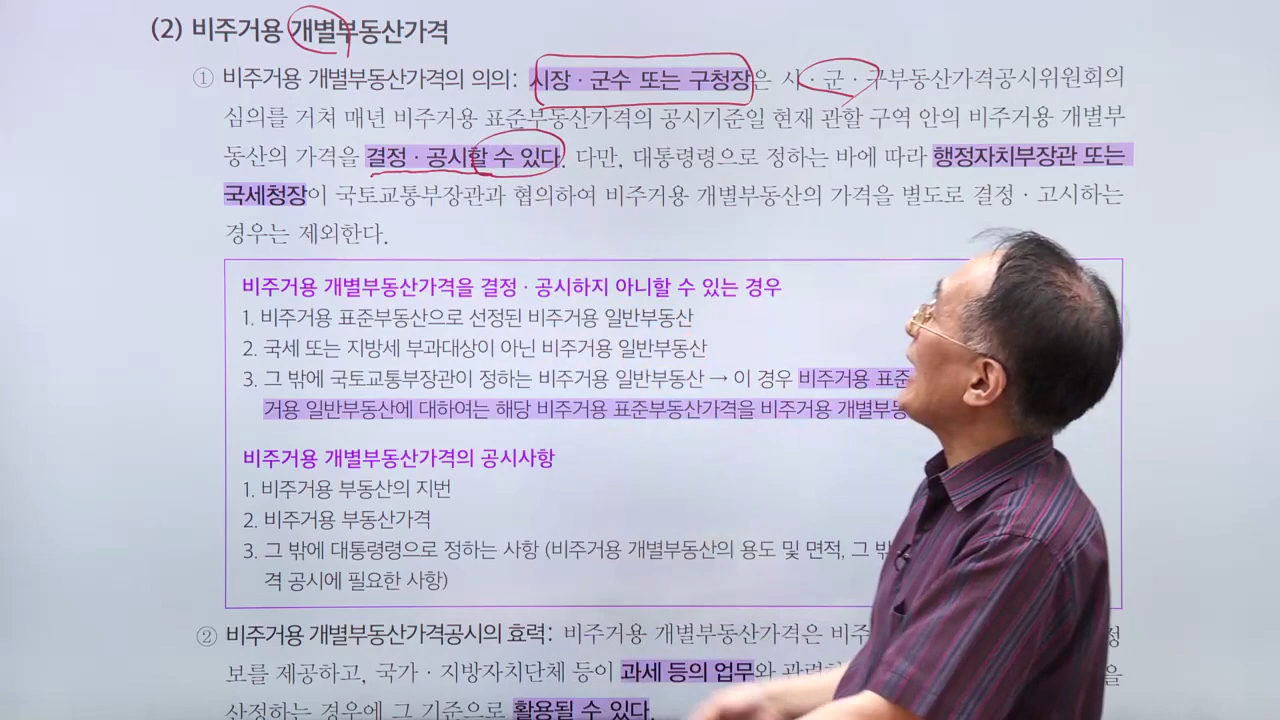 (2) 비주거용 개별부동산가격
① 비주거용 개별부동산가격의 의의: 시장·군수 또는 구청장은 시·군·구부동산가격공시위원회의
심의를 거쳐 매년 비주거용 표준부동산가격의 공시기준일 현재 관할 구역 안의 비주거용 개별부
동산의 가격을 결정·공시할 수 있다. 다만, 대통령령으로 정하는 바에 따라 행정자치부장관 또는
국세청장이 국토교통부장관과 협의하여 비주거용 개별부동산의 가격을 별도로 결정·고시하는
경우는 제외한다.
비주거용 개별부동산가격을 결정·공시하지 아니할 수 있는 경우
1. 비주거용 표준부동산으로 선정된 비주거용 일반부동산
2. 국세 또는 지방세 부과대상이 아닌 비주거용 일반부동산
3. 그 밖에 국토교통부장관이 정하는 비주거용 일반부동산 → 이 경우 비주거용 표준
거용 일반부동산에 대하여는 해당 비주거용 표준부동산가격을 비주거용 개별부동
비주거용 개별부동산가격의 공시사항
1. 비주거용 부동산의 지번
2. 비주거용 부동산가격
3. 그 밖에 대통령령으로 정하는 사항 (비주거용 개별부동산의 용도 및 면적, 그 밖
격 공시에 필요한 사항)
② 비주거용 개별부동산가격공시의 효력: 비주거용 개별부동산가격은 비주 정
보를 제공하고, 국가·지방자치단체 등이 과세 등의 업무와 관련하 을
산정하는 경우에 그 기준으로 활용될 수 있다.